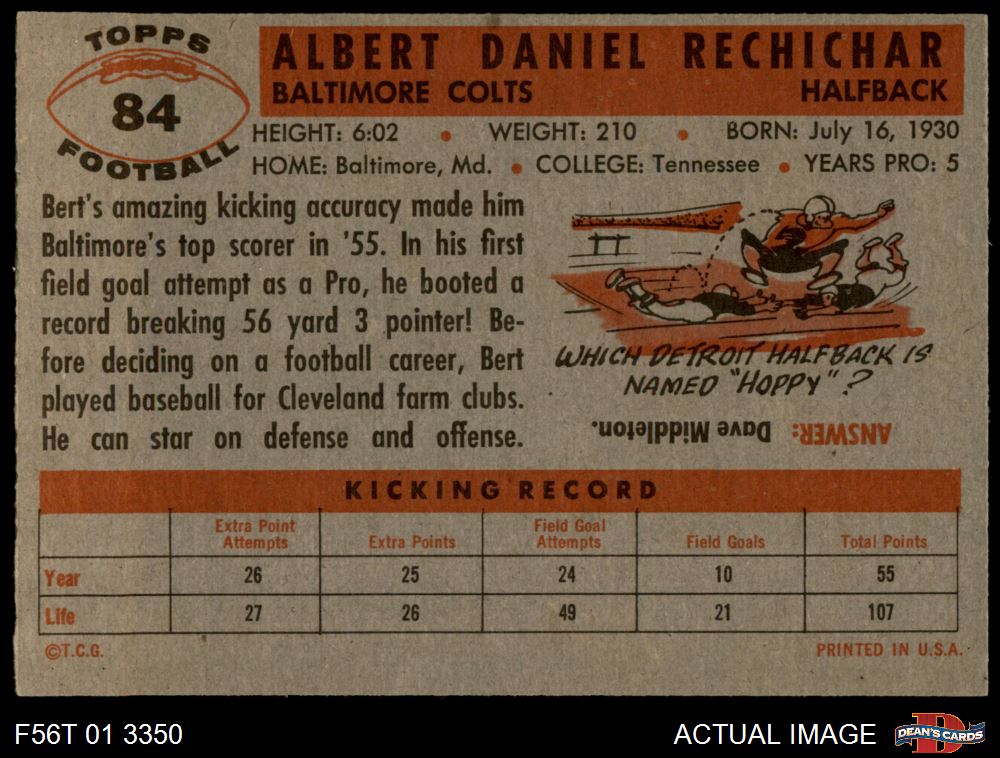 TOPPS
84
FOOTBALL
ALBERT DANIEL RECHICHAR
BALTIMORE COLTS HALFBACK
HEIGHT: 6:02 • WEIGHT: 210 • BORN: July 16, 1930
HOME: Baltimore, Md. • COLLEGE: Tennessee • YEARS PRO: 5
Bert's amazing kicking accuracy made him
Baltimore's top scorer in '55. In his first
field goal attempt as a Pro, he booted a
record breaking 56 yard 3 pointer! Be-
fore deciding on a football career, Bert
played baseball for Cleveland farm clubs.
He can star on defense and offense.
WHICH DETROIT HALFBACK IS
NAMED "HOPPY"?
ANSWER: Dave Middleton.
KICKING RECORD
Extra Point Attempts Extra Points Field Goal Attempts Field Goals Total Points
Year 26 25 24 10 55
Life 27 26 49 21 107
©T.C.G. PRINTED IN U.S.A.
F56T 01 3350 ACTUAL IMAGE DEAN'S CARDS